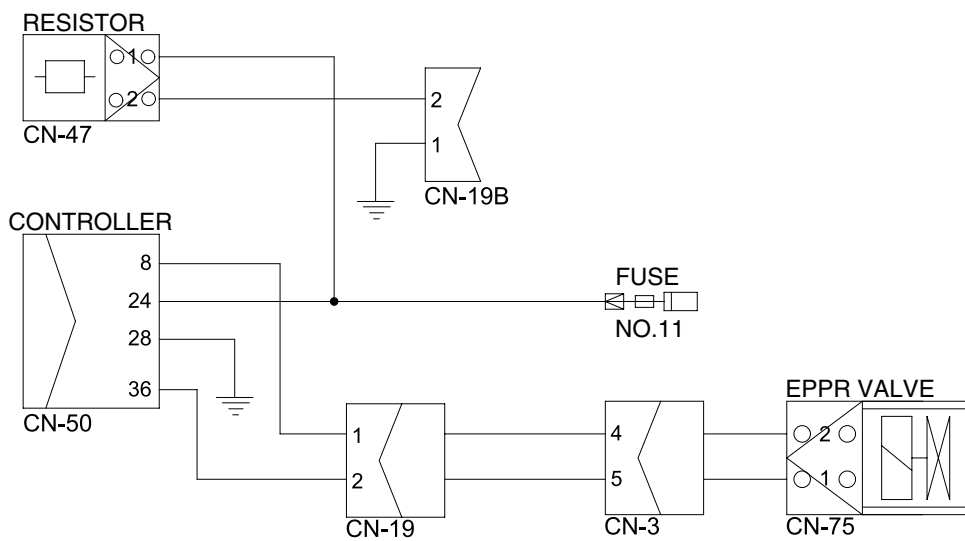 RESISTOR
1
2
CN-47
2
1
CN-19B
CONTROLLER
8
24
28
36
CN-50
FUSE
NO.11
1
2
CN-19
4
5
CN-3
EPPR VALVE
2
1
CN-75